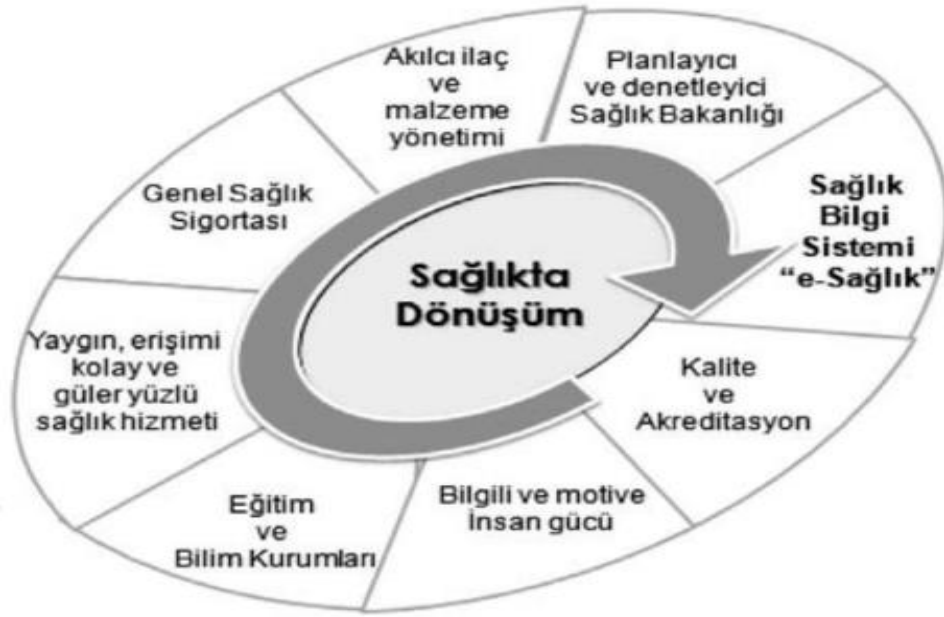 Akılcı ilaç
ve
malzeme
yönetimi
Planlayıcı
ve denetleyici
Sağlık Bakanlığı
Sağlık
Bilgi
Sistemi
“e-Sağlık”
Kalite
ve
Akreditasyon
Bilgili ve motive
İnsan gücü
Eğitim
ve
Bilim Kurumları
Yaygın, erişimi
kolay ve
güler yüzlü
sağlık hizmeti
Genel Sağlık
Sigortası
Sağlıkta
Dönüşüm